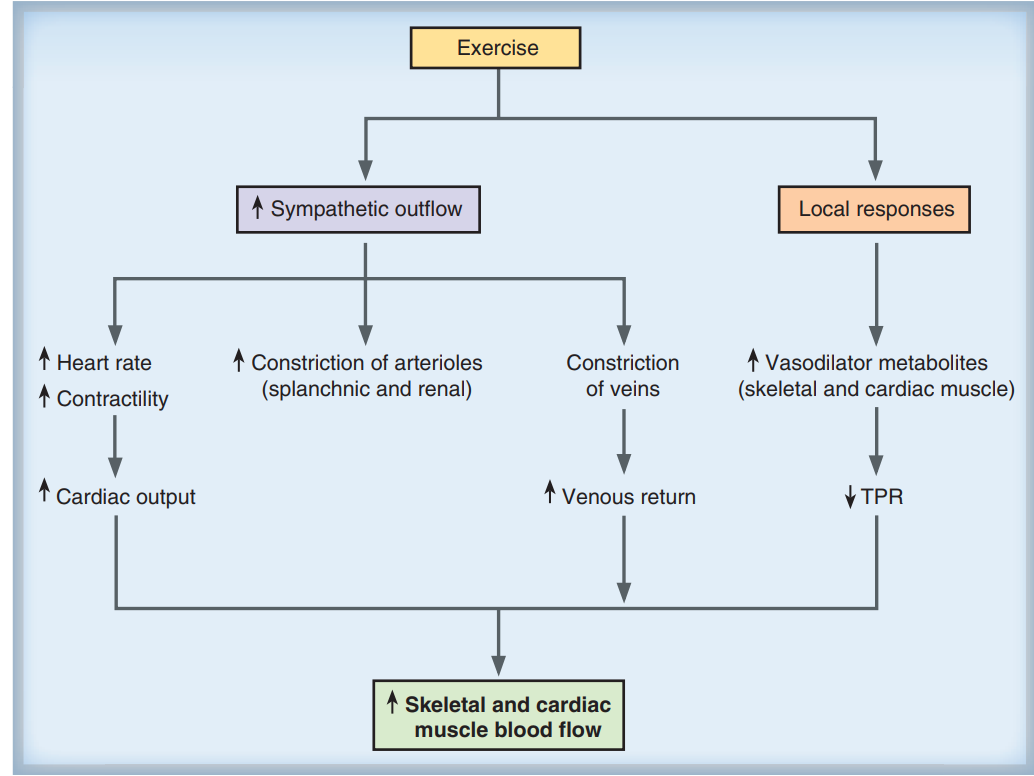 Exercise
↑ Sympathetic outflow
Local responses
↑ Heart rate
↑ Contractility
↑ Constriction of arterioles
(splanchnic and renal)
Constriction
of veins
↑ Vasodilator metabolites
(skeletal and cardiac muscle)
↑ Cardiac output
↑ Venous return
↓ TPR
↑ Skeletal and cardiac
muscle blood flow